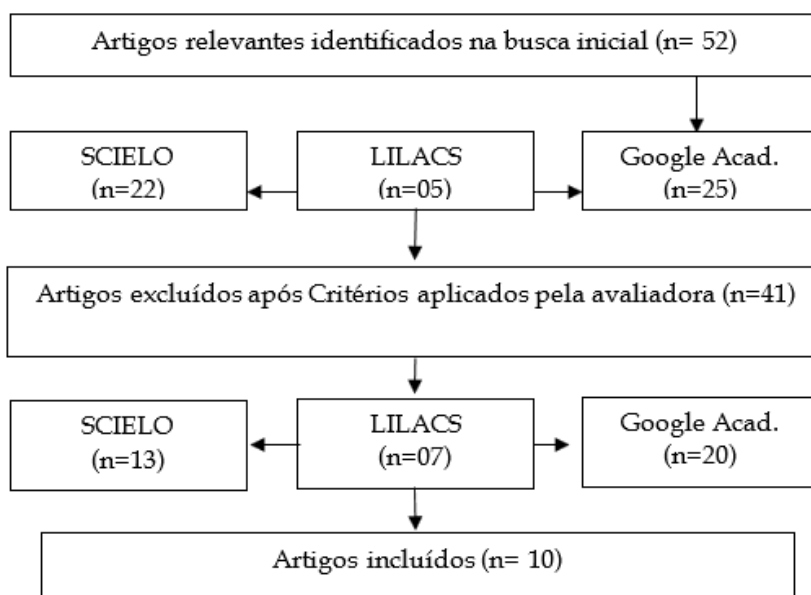 Artigos relevantes identificados na busca inicial (n= 52)
SCIELO
(n=22)
LILACS
(n=05)
Google Acad.
(n=25)
Artigos excluídos após Critérios aplicados pela avaliadora (n=41)
SCIELO
(n=13)
LILACS
(n=07)
Google Acad.
(n=20)
Artigos incluídos (n= 10)